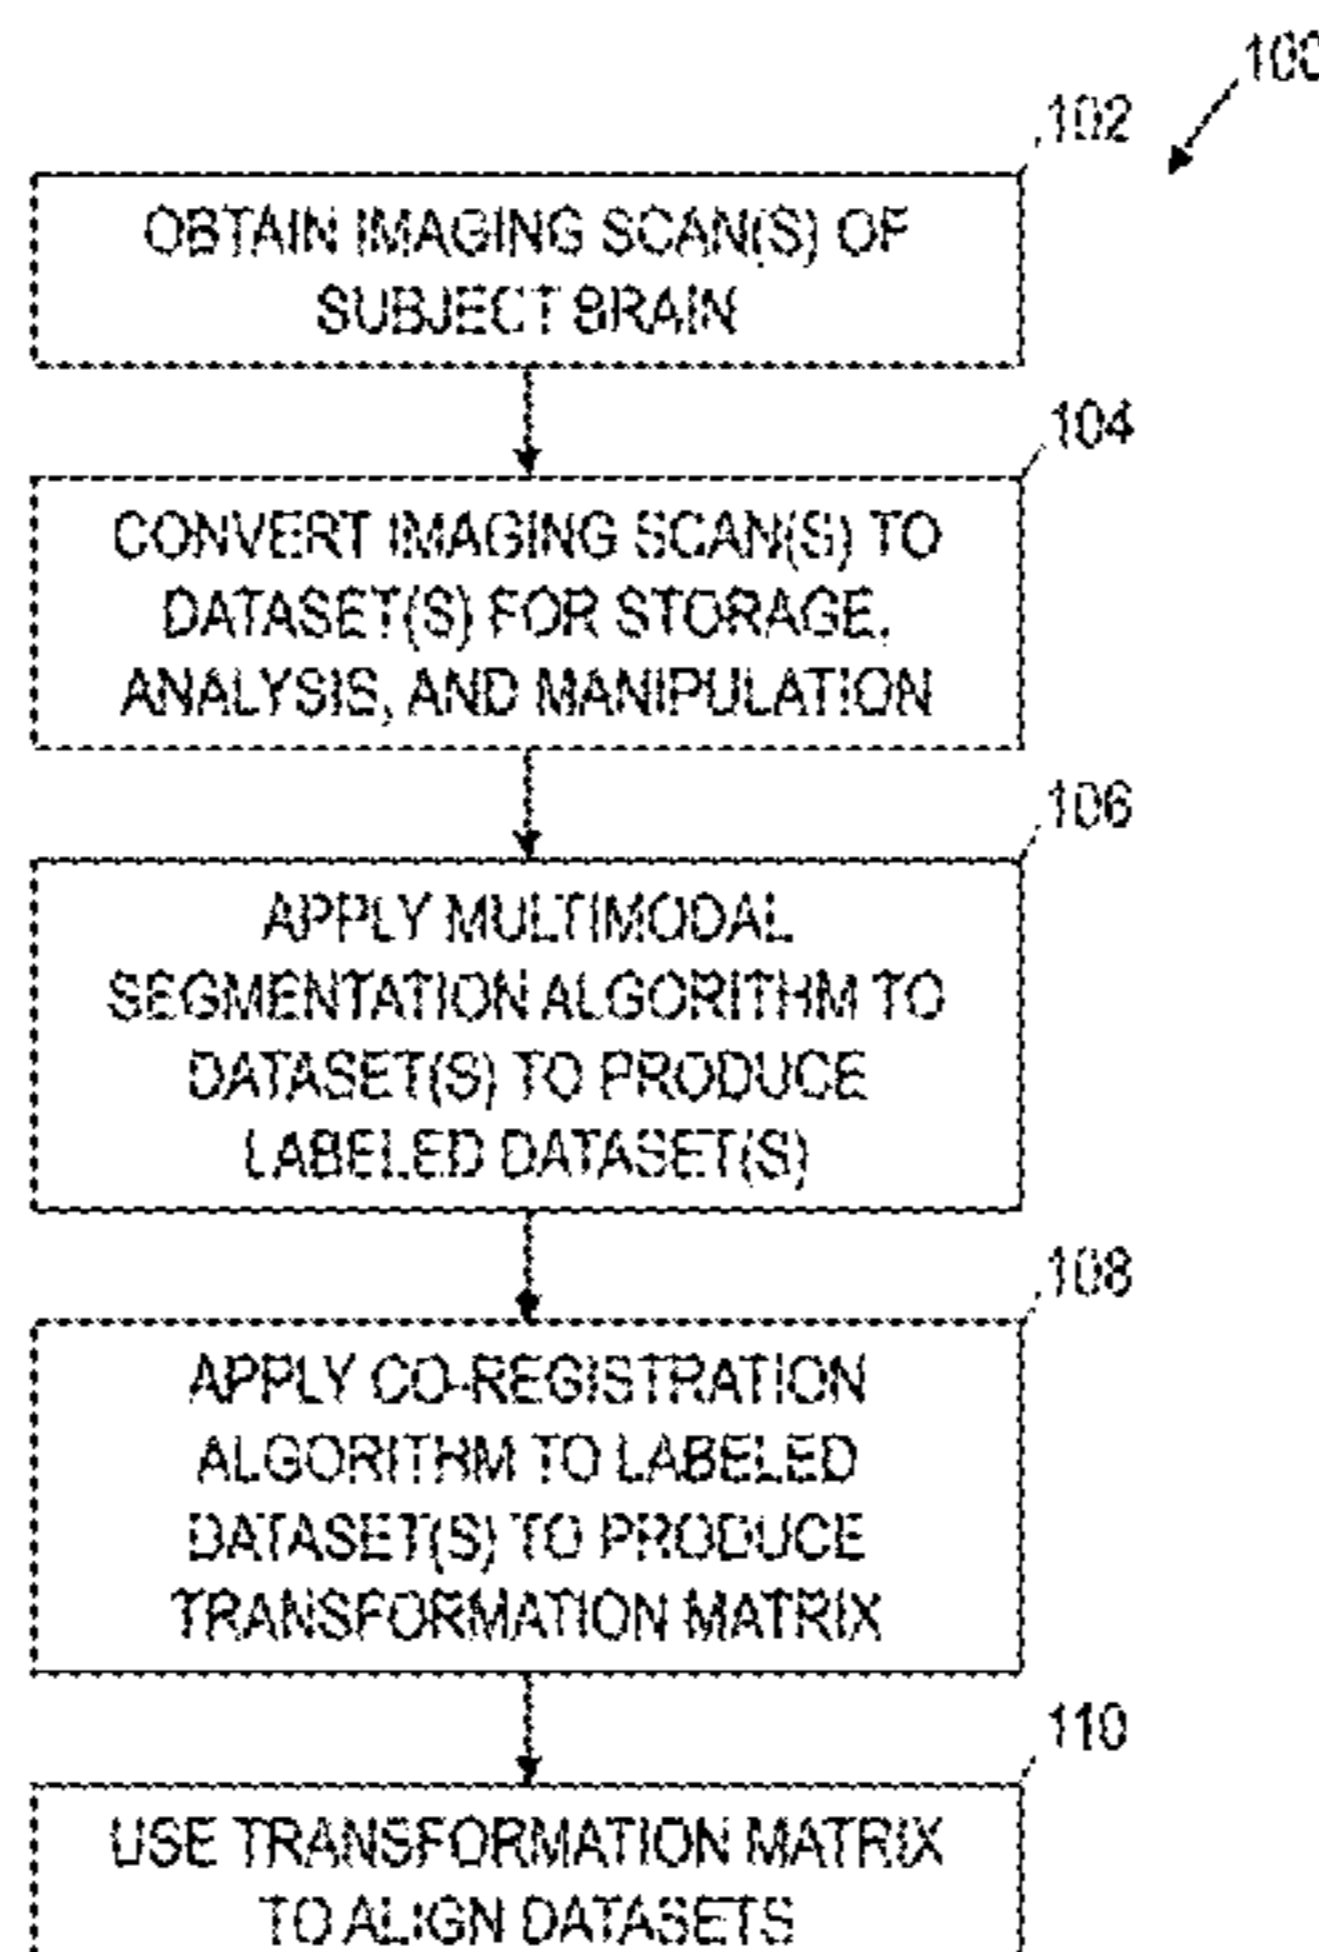 100
102
OBTAIN IMAGING SCAN(S) OF
SUBJECT BRAIN
104
CONVERT IMAGING SCAN(S) TO
DATASET(S) FOR STORAGE,
ANALYSIS, AND MANIPULATION
106
APPLY MULTIMODAL
SEGMENTATION ALGORITHM TO
DATASET(S) TO PRODUCE
LABELED DATASET(S)
108
APPLY CO-REGISTRATION
ALGORITHM TO LABELED
DATASET(S) TO PRODUCE
TRANSFORMATION MATRIX
110
USE TRANSFORMATION MATRIX
TO ALIGN DATASETS